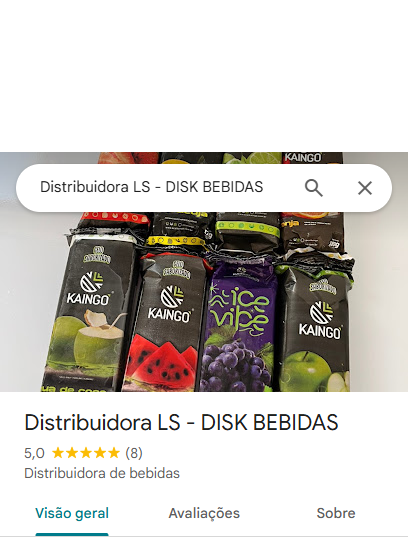 KAINGO
Distribuidora LS - DISK BEBIDAS
KAINGO
KAINGO
ice
vibe
KAINGO
Distribuidora LS - DISK BEBIDAS
5,0 ★★★★★ (8)
Distribuidora de bebidas
Visão geral
Avaliações
Sobre